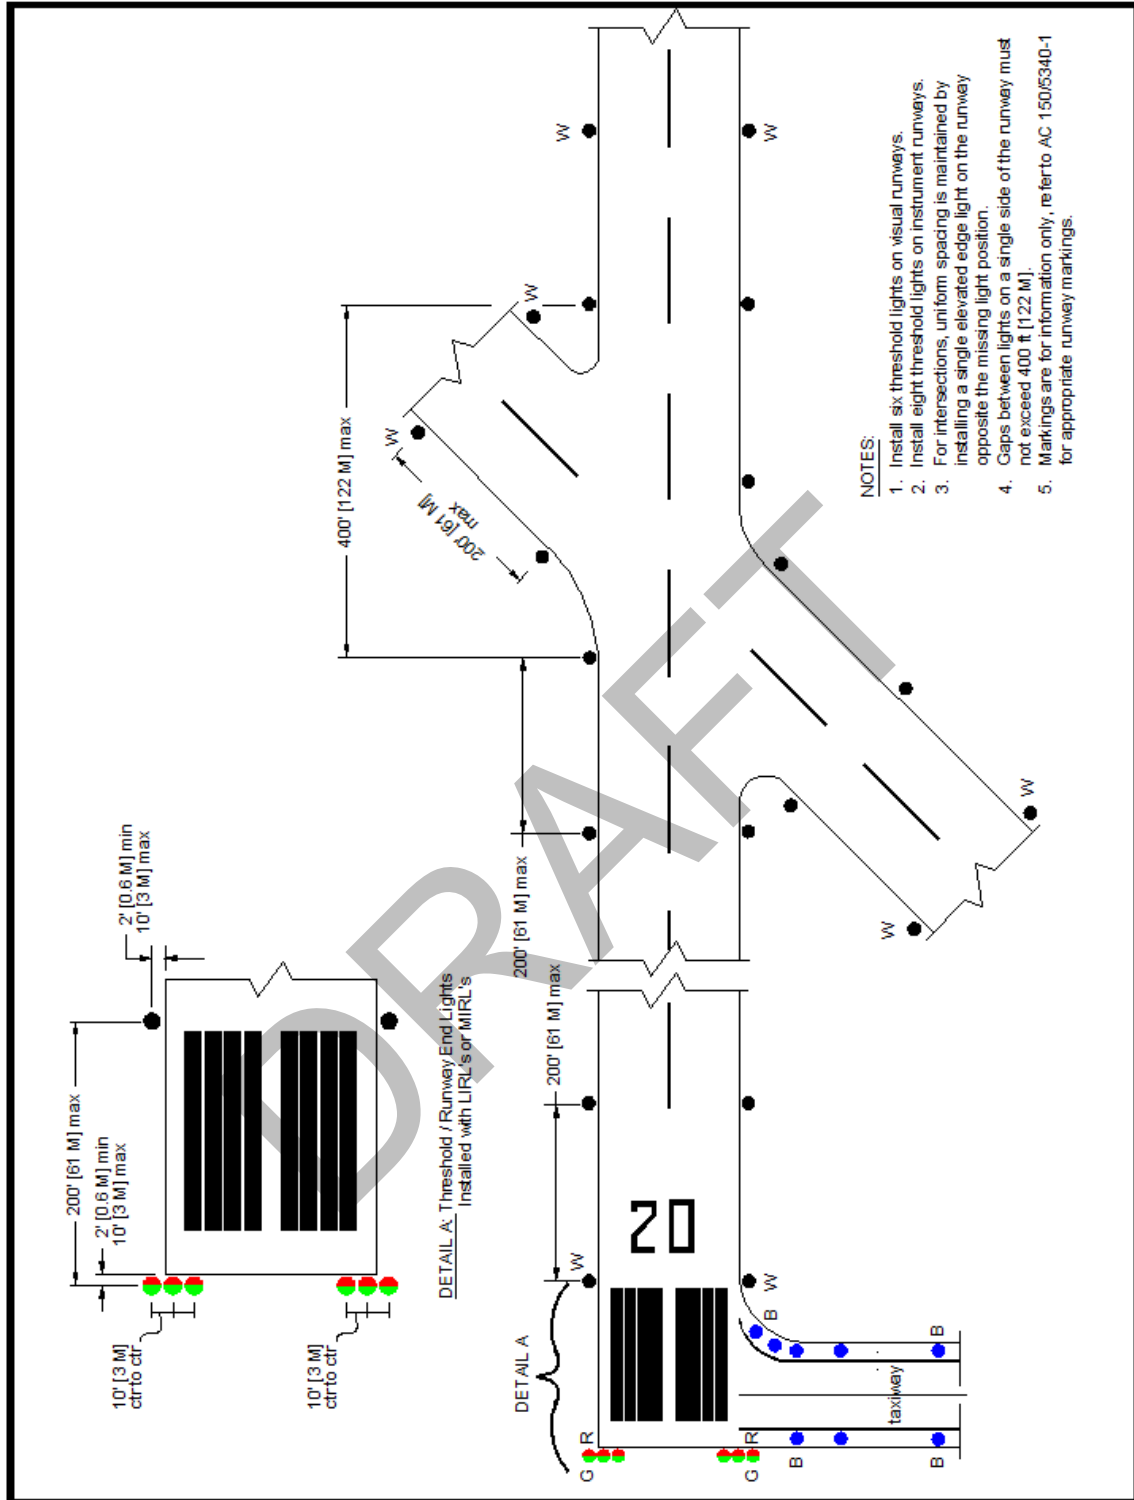 200' [61 M] max
2' [0.6 M] min
10' [3 M] max
2' [0.6 M] min
10' [3 M] max
10' [3 M]
ctr to ctr
10' [3 M]
ctr to ctr
DETAIL A: Threshold / Runway End Lights
Installed with LIRL's or MIRL's
DETAIL A
200' [61 M] max
200' [61 M] max
400' [122 M] max
200' [61 M]
max
G
R
G
R
W
W
20
B
B
B
B
B
taxiway
W
W
W
W
W
W
DRAFT
NOTES:
1. Install six threshold lights on visual runways.
2. Install eight threshold lights on instrument runways.
3. For intersections, uniform spacing is maintained by
installing a single elevated edge light on the runway
opposite the missing light position.
4. Gaps between lights on a single side of the runway must
not exceed 400 ft [122 M].
5. Markings are for information only, refer to AC 150/5340-1
for appropriate runway markings.